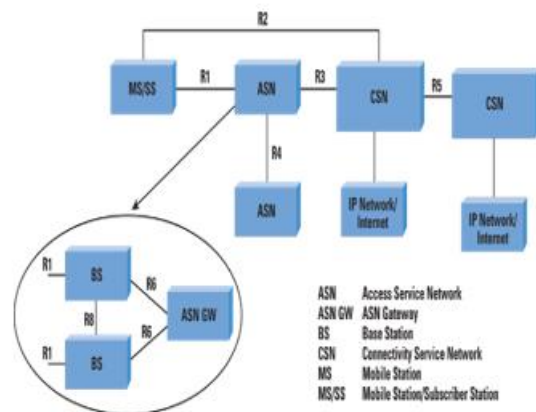 R2
MS/SS
R1
ASN
R3
CSN
R5
CSN
R4
ASN
IP Network/
Internet
IP Network/
Internet
R1
BS
R6
R8
ASN GW
R6
R1
BS
ASN Access Service Network
ASN GW ASN Gateway
BS Base Station
CSN Connectivity Service Network
MS Mobile Station
MS/SS Mobile Station/Subscriber Station